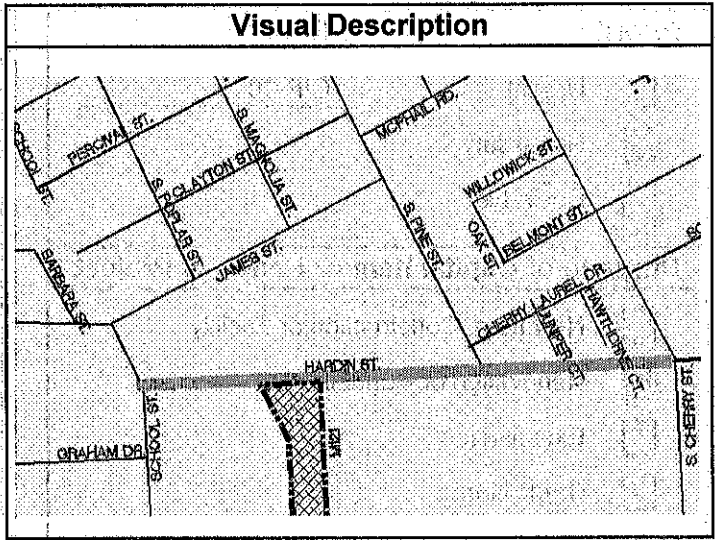 Visual Description
SCHOOL ST.
PERCIVAL ST.
S. MAGNOLIA ST.
CLAYTON ST.
S. POPLAR ST.
JAMES ST.
BARBARA ST.
MCPHAIL RD.
S. PINE ST.
WILLOWICK ST.
OAK ST.
BELMONT ST.
CHERRY LAUREL DR.
JUNIPER CT.
HAWTHORNE CT.
HARDIN ST.
GRAHAM DR.
SCHOOL ST.
S. CHERRY ST.